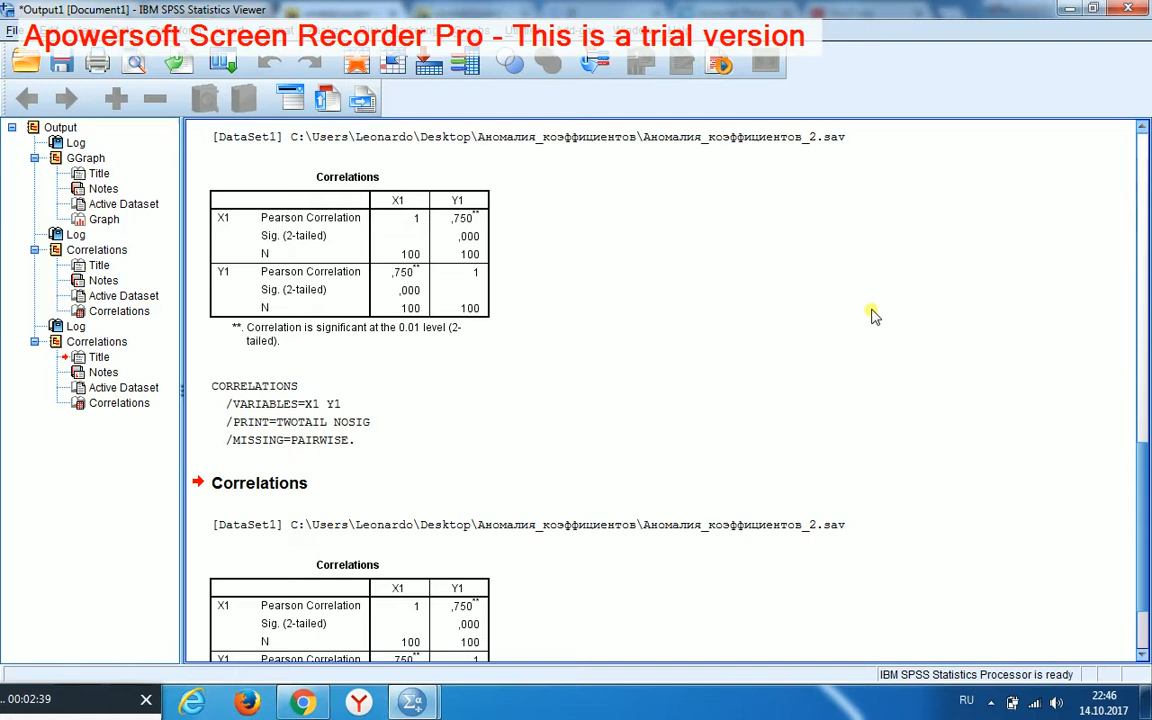 *Output1 [Document1] - IBM SPSS Statistics Viewer
Apowersoft Screen Recorder Pro - This is a trial version
Output
Log
GGraph
Title
Notes
Active Dataset
Graph
Log
Correlations
Title
Notes
Active Dataset
Correlations
Log
Correlations
Title
Notes
Active Dataset
Correlations
[DataSet1] C:\Users\Leonardo\Desktop\Аномалия_коэффициентов\Аномалия_коэффициентов_2.sav
Correlations
X1 Y1
X1 Pearson Correlation 1 ,750**
Sig. (2-tailed) ,000
N 100 100
Y1 Pearson Correlation ,750** 1
Sig. (2-tailed) ,000
N 100 100
**. Correlation is significant at the 0.01 level (2-
tailed).
CORRELATIONS
/VARIABLES=X1 Y1
/PRINT=TWOTAIL NOSIG
/MISSING=PAIRWISE.
Correlations
[DataSet1] C:\Users\Leonardo\Desktop\Аномалия_коэффициентов\Аномалия_коэффициентов_2.sav
Correlations
X1 Y1
X1 Pearson Correlation 1 ,750**
Sig. (2-tailed) ,000
N 100 100
Y1 Pearson Correlation ,750** 1
IBM SPSS Statistics Processor is ready
.. 00:02:39
RU
22:46
14.10.2017